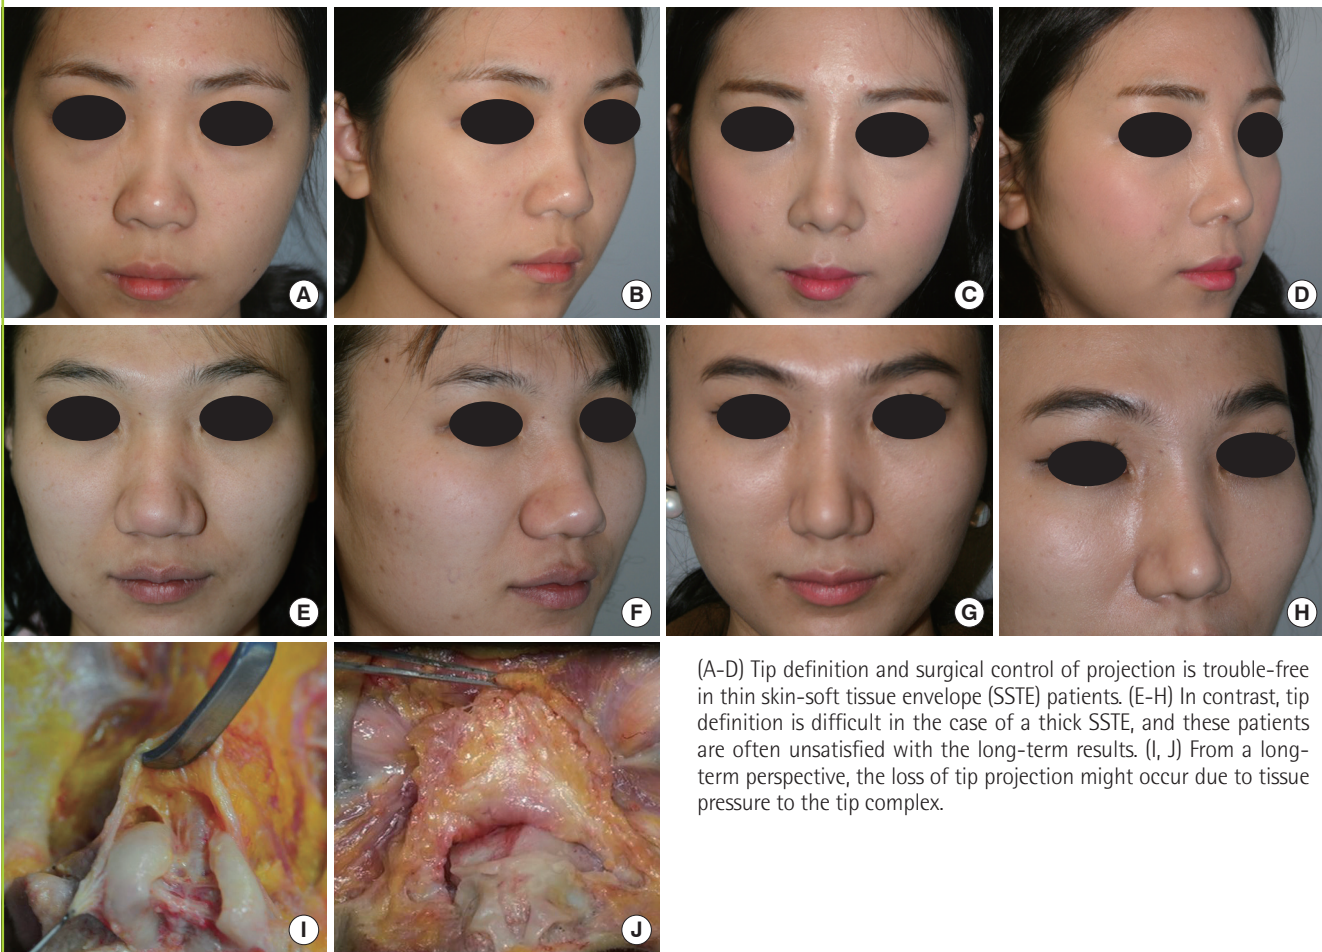 A
B
C
D
E
F
G
H
I
J
(A-D) Tip definition and surgical control of projection is trouble-free
in thin skin-soft tissue envelope (SSTE) patients. (E-H) In contrast, tip
definition is difficult in the case of a thick SSTE, and these patients
are often unsatisfied with the long-term results. (I, J) From a long-
term perspective, the loss of tip projection might occur due to tissue
pressure to the tip complex.